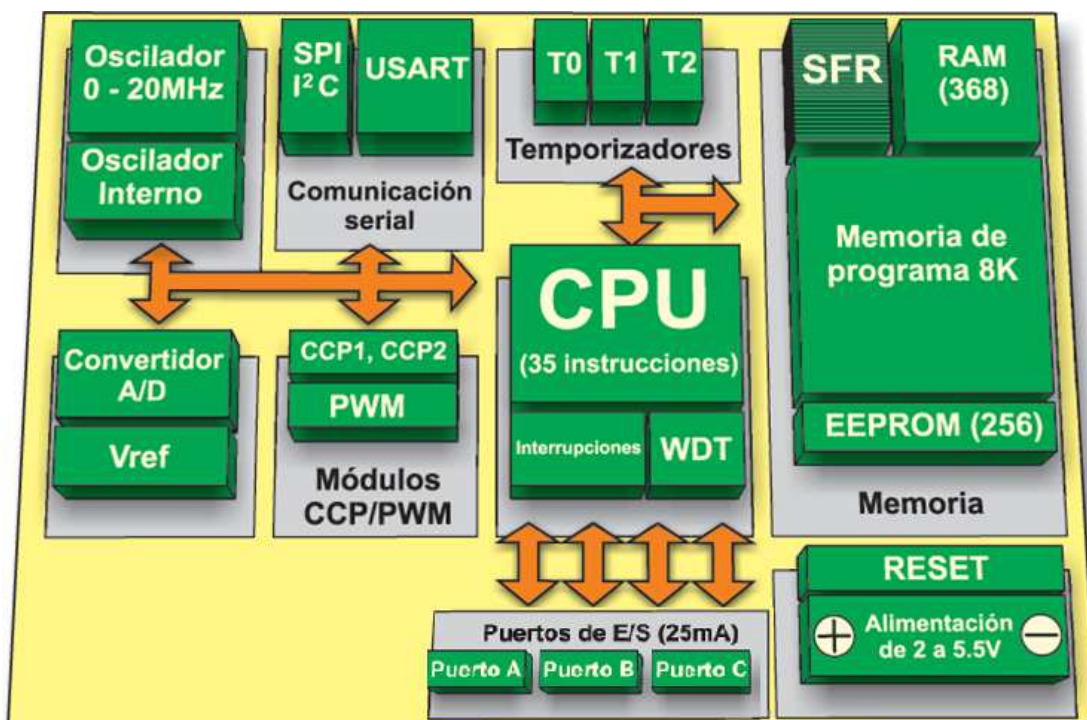 Oscilador
0 - 20MHz
Oscilador
Interno
SPI
I²C
USART
Comunicación
serial
T0
T1
T2
Temporizadores
SFR
RAM
(368)
Memoria de
programa 8K
EEPROM (256)
Memoria
CPU
(35 instrucciones)
Interrupciones
WDT
Convertidor
A/D
Vref
CCP1, CCP2
PWM
Módulos
CCP/PWM
Puertos de E/S (25mA)
Puerto A
Puerto B
Puerto C
RESET
+
Alimentación
de 2 a 5.5V
−